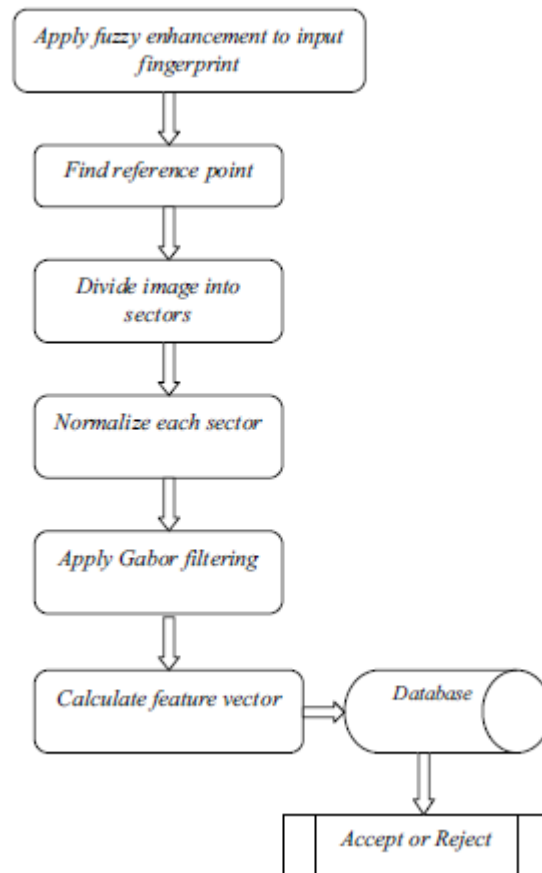 Apply fuzzy enhancement to input
fingerprint
Find reference point
Divide image into
sectors
Normalize each sector
Apply Gabor filtering
Calculate feature vector
Database
Accept or Reject